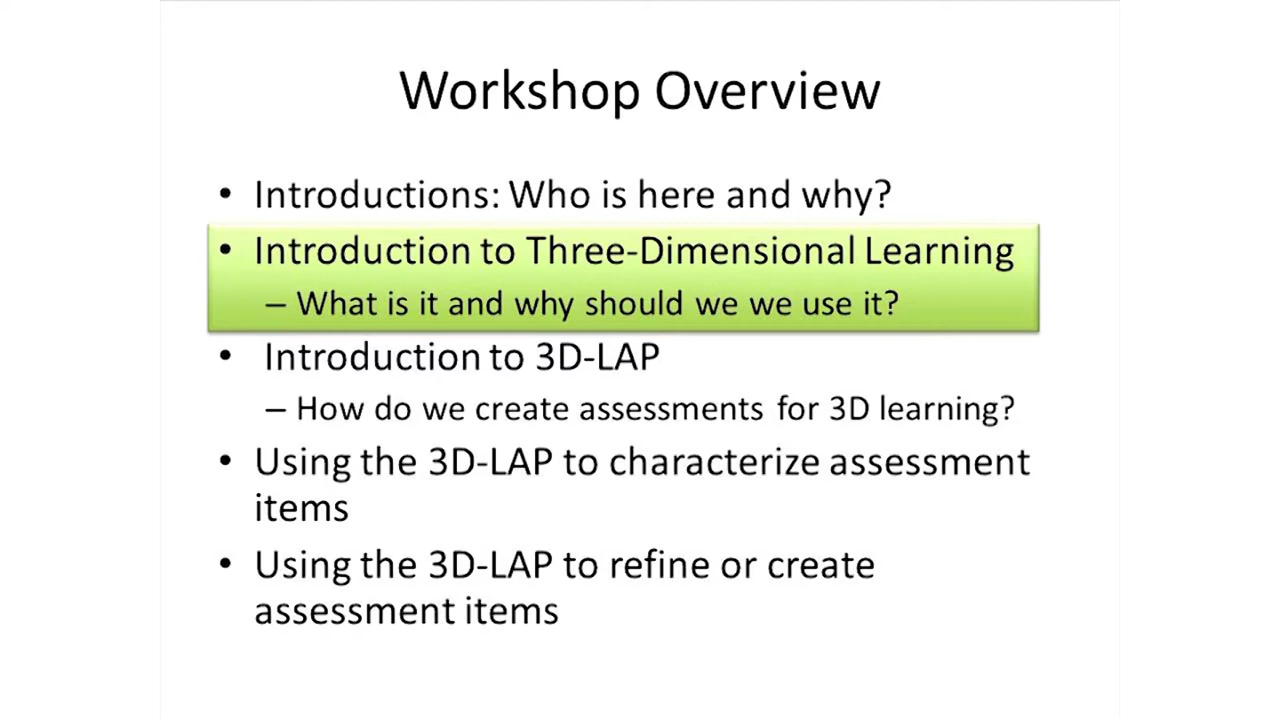 Workshop Overview
• Introductions: Who is here and why?
• Introduction to Three-Dimensional Learning
– What is it and why should we we use it?
• Introduction to 3D-LAP
– How do we create assessments for 3D learning?
• Using the 3D-LAP to characterize assessment
items
• Using the 3D-LAP to refine or create
assessment items